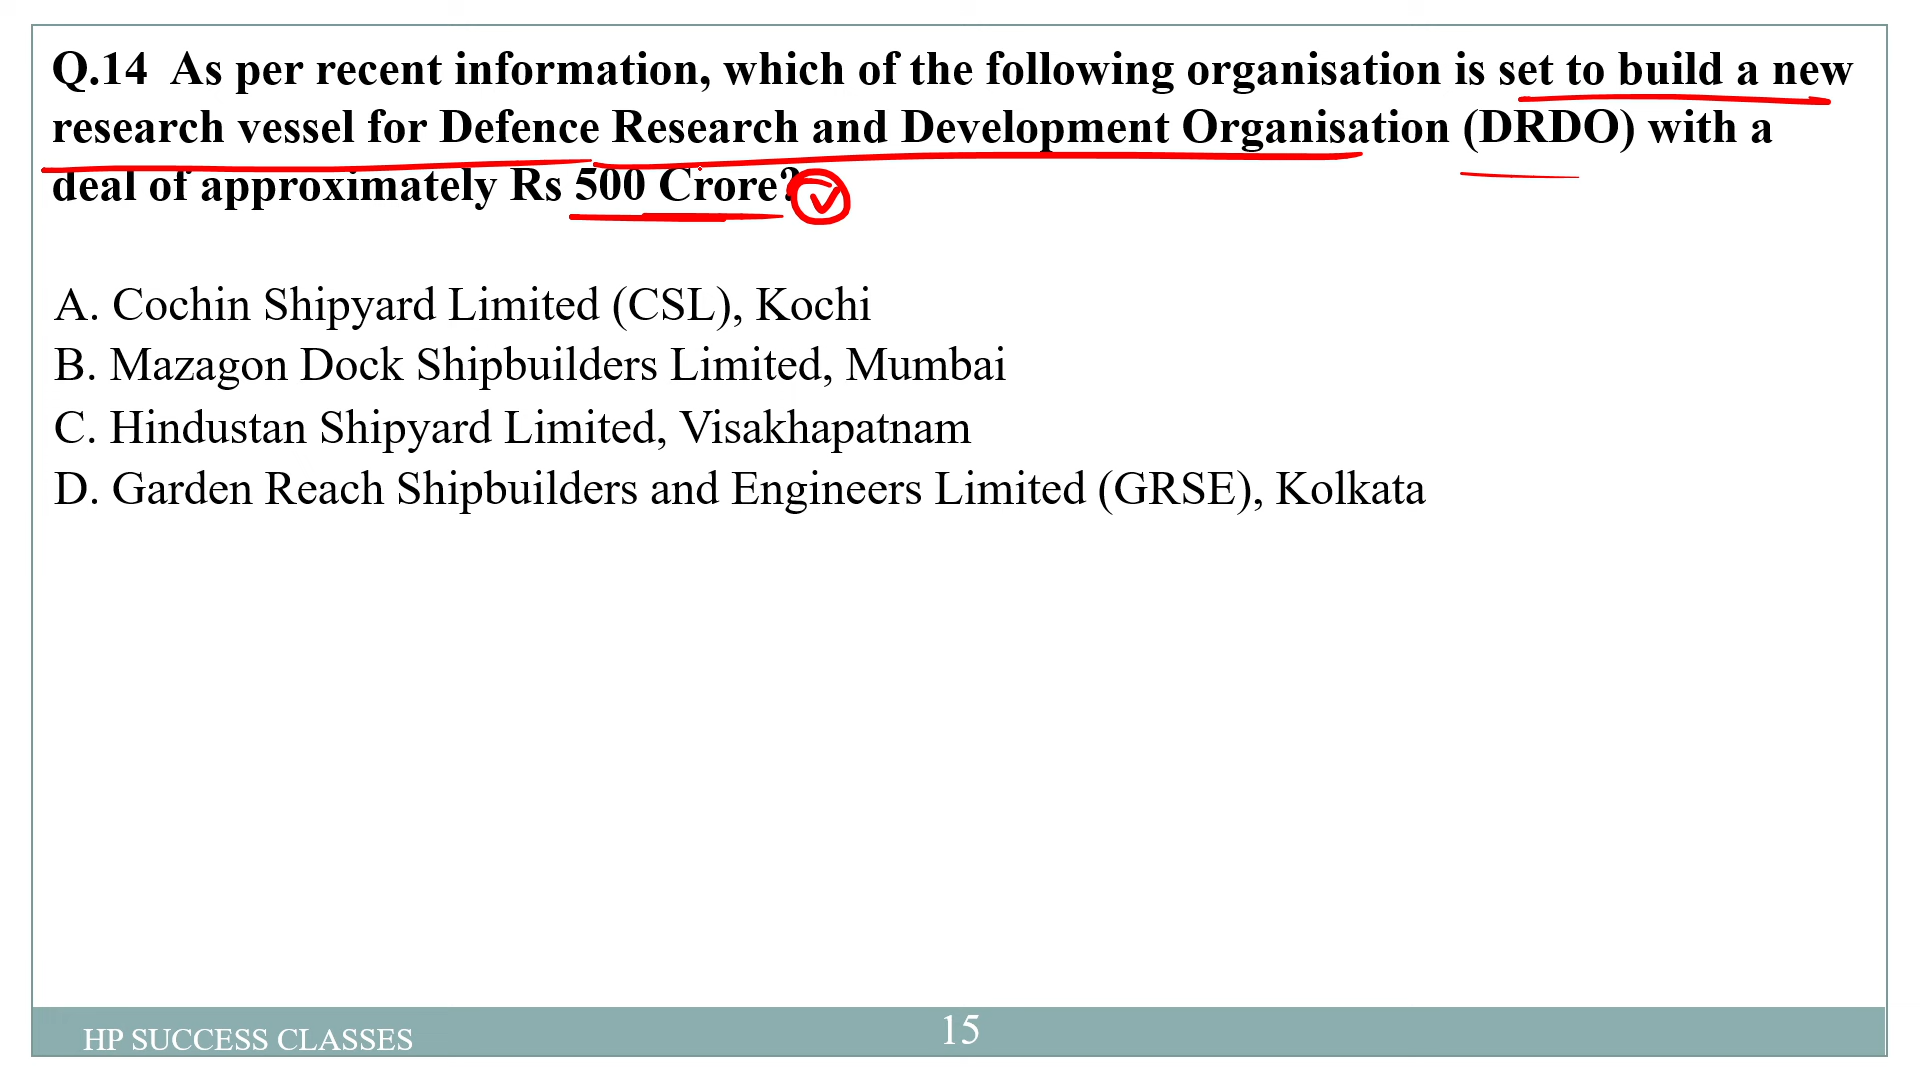 Q.14 As per recent information, which of the following organisation is set to build a new
research vessel for Defence Research and Development Organisation (DRDO) with a
deal of approximately Rs 500 Crore?
A. Cochin Shipyard Limited (CSL), Kochi
B. Mazagon Dock Shipbuilders Limited, Mumbai
C. Hindustan Shipyard Limited, Visakhapatnam
D. Garden Reach Shipbuilders and Engineers Limited (GRSE), Kolkata
HP SUCCESS CLASSES
15